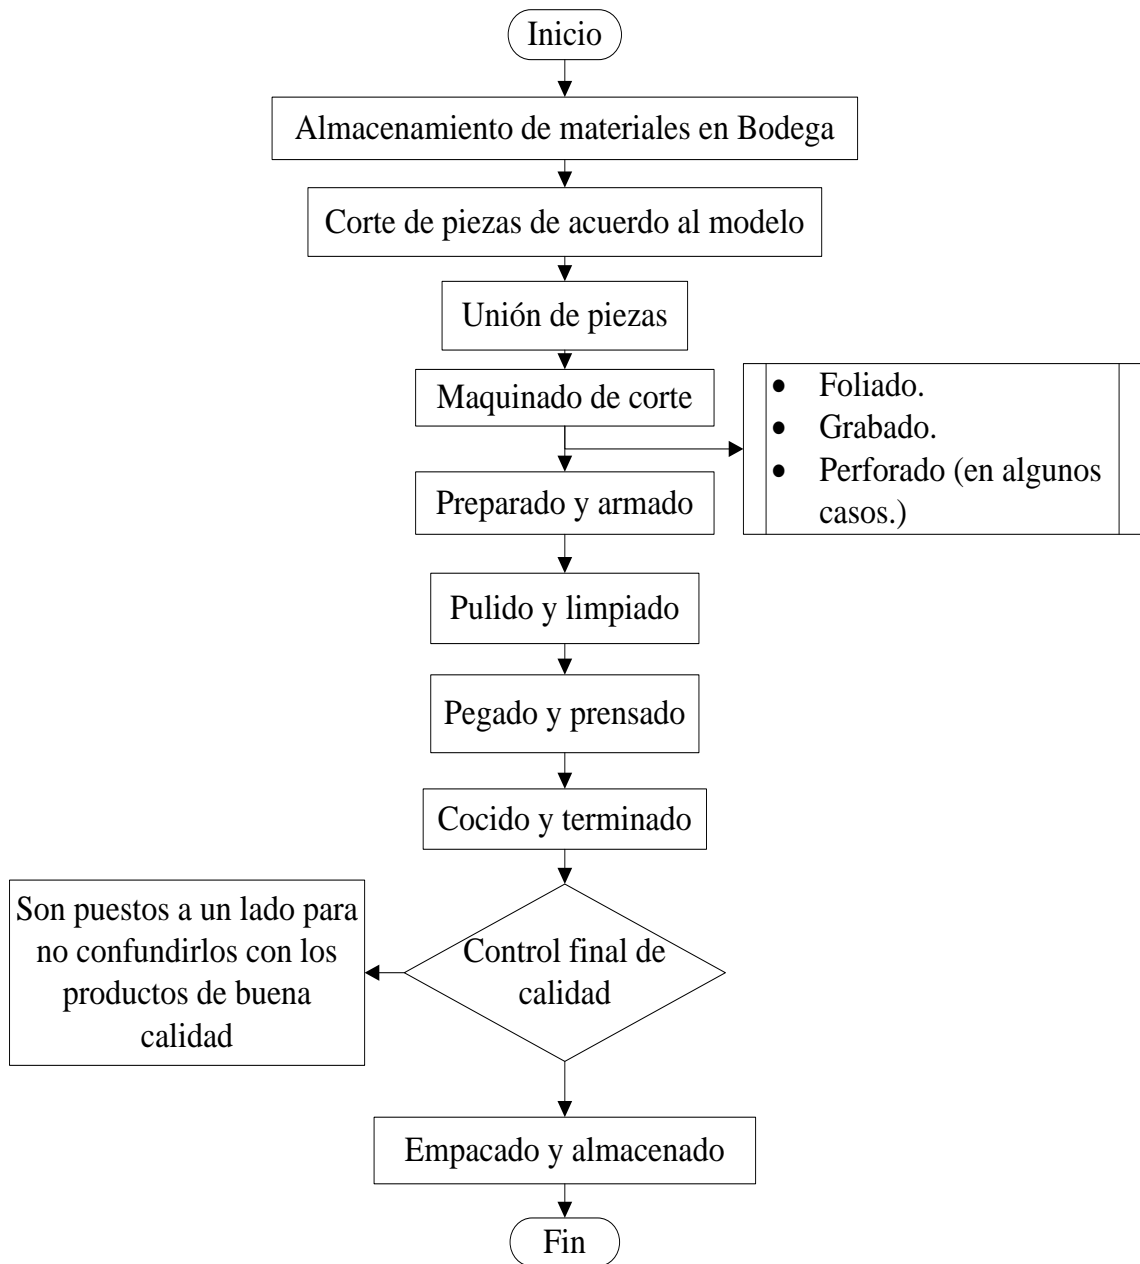 Inicio
Almacenamiento de materiales en Bodega
Corte de piezas de acuerdo al modelo
Unión de piezas
Maquinado de corte
• Foliado.
• Grabado.
• Perforado (en algunos
casos.)
Preparado y armado
Pulido y limpiado
Pegado y prensado
Cocido y terminado
Son puestos a un lado para
no confundirlos con los
productos de buena
calidad
Control final de
calidad
Empacado y almacenado
Fin